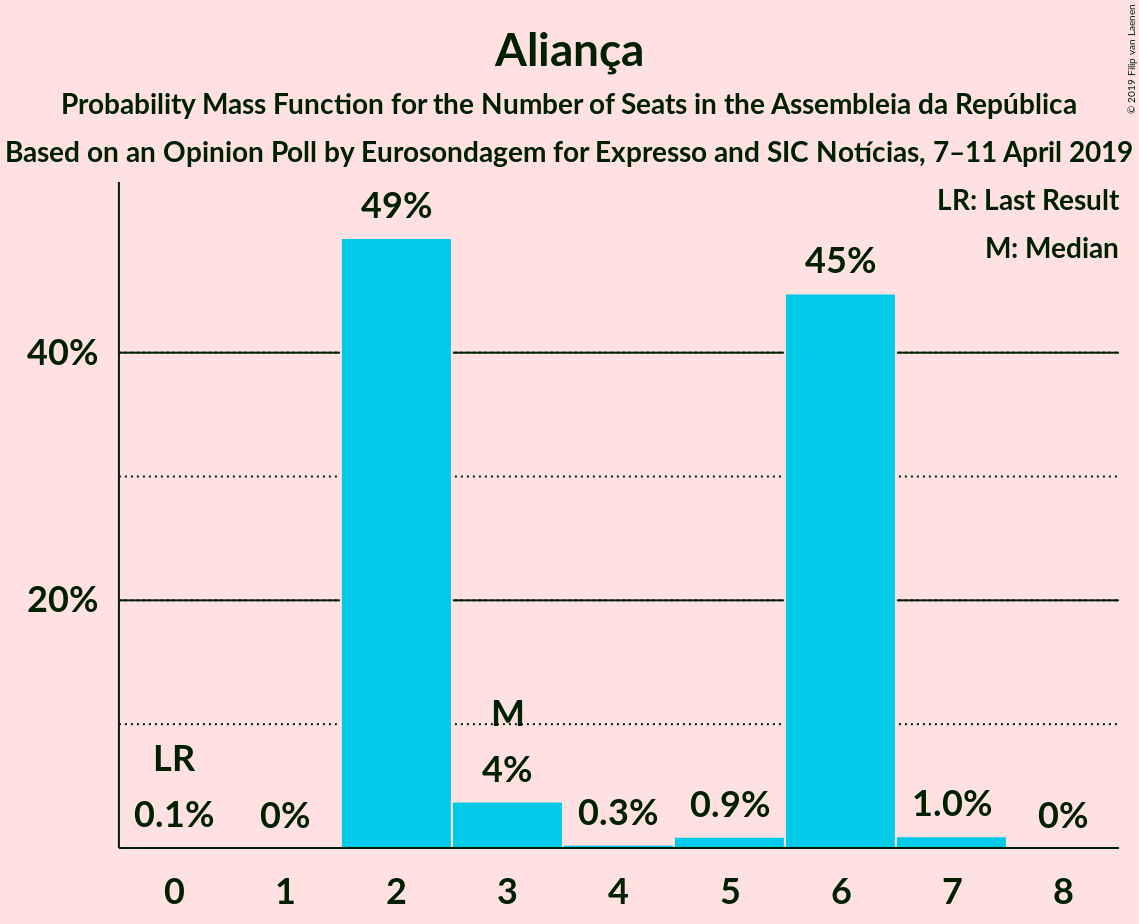 Aliança
Probability Mass Function for the Number of Seats in the Assembleia da República
Based on an Opinion Poll by Eurosondagem for Expresso and SIC Notícias, 7–11 April 2019
© 2019 Filip van Laenen
LR: Last Result
M: Median
49%
45%
40%
20%
M
LR
4%
0.1%
0%
0.3%
0.9%
1.0%
0%
0 1 2 3 4 5 6 7 8